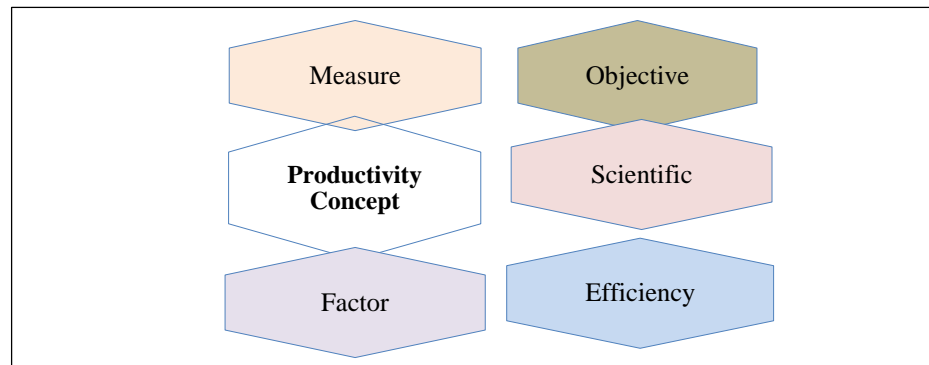 Measure
Objective
Productivity
Concept
Scientific
Factor
Efficiency